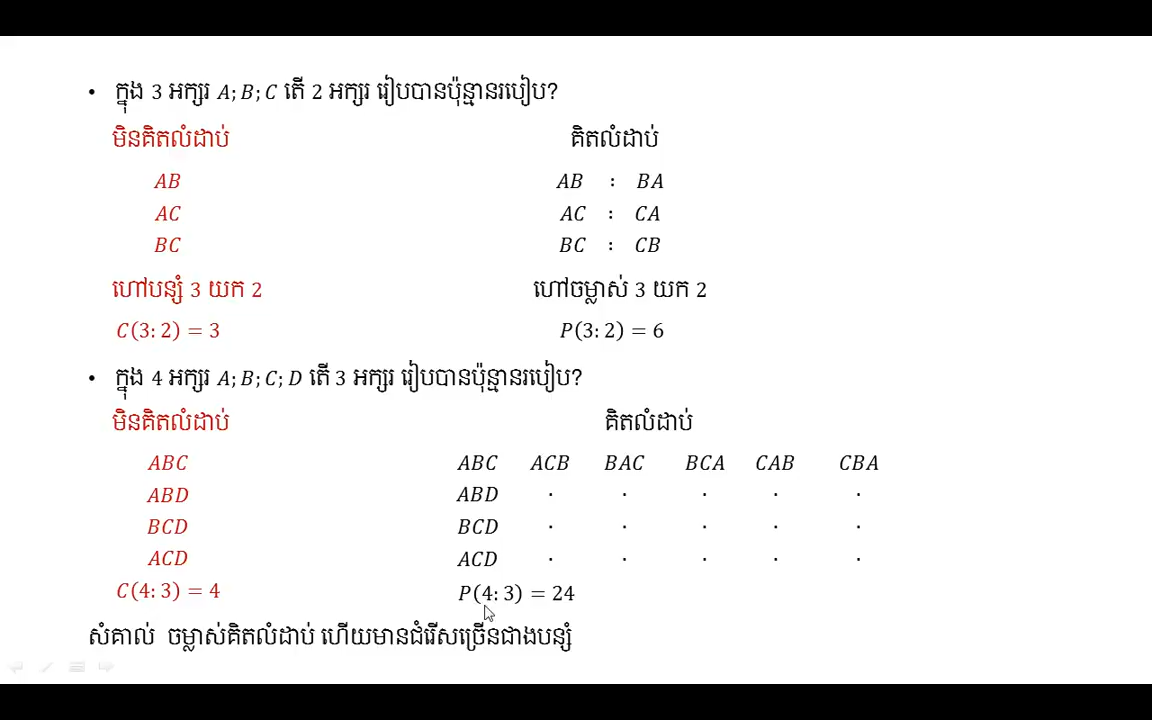 • ក្នុង 3 អក្សរ A; B; C តើ 2 អក្សរ រៀបបានប៉ុន្មានរបៀប?
មិនគិតលំដាប់ គិតលំដាប់
AB AB : BA
AC AC : CA
BC BC : CB
ហៅបន្សំ 3 យក 2 ហៅចម្លាស់ 3 យក 2
C(3: 2) = 3 P(3: 2) = 6
• ក្នុង 4 អក្សរ A; B; C; D តើ 3 អក្សរ រៀបបានប៉ុន្មានរបៀប?
មិនគិតលំដាប់ គិតលំដាប់
ABC ABC ACB BAC BCA CAB CBA
ABD ABD . . . . .
BCD BCD . . . . .
ACD ACD . . . . .
C(4: 3) = 4 P(4: 3) = 24
សំគាល់ ចម្លាស់គិតលំដាប់ ហើយមានជំរើសច្រើនជាងបន្សំ